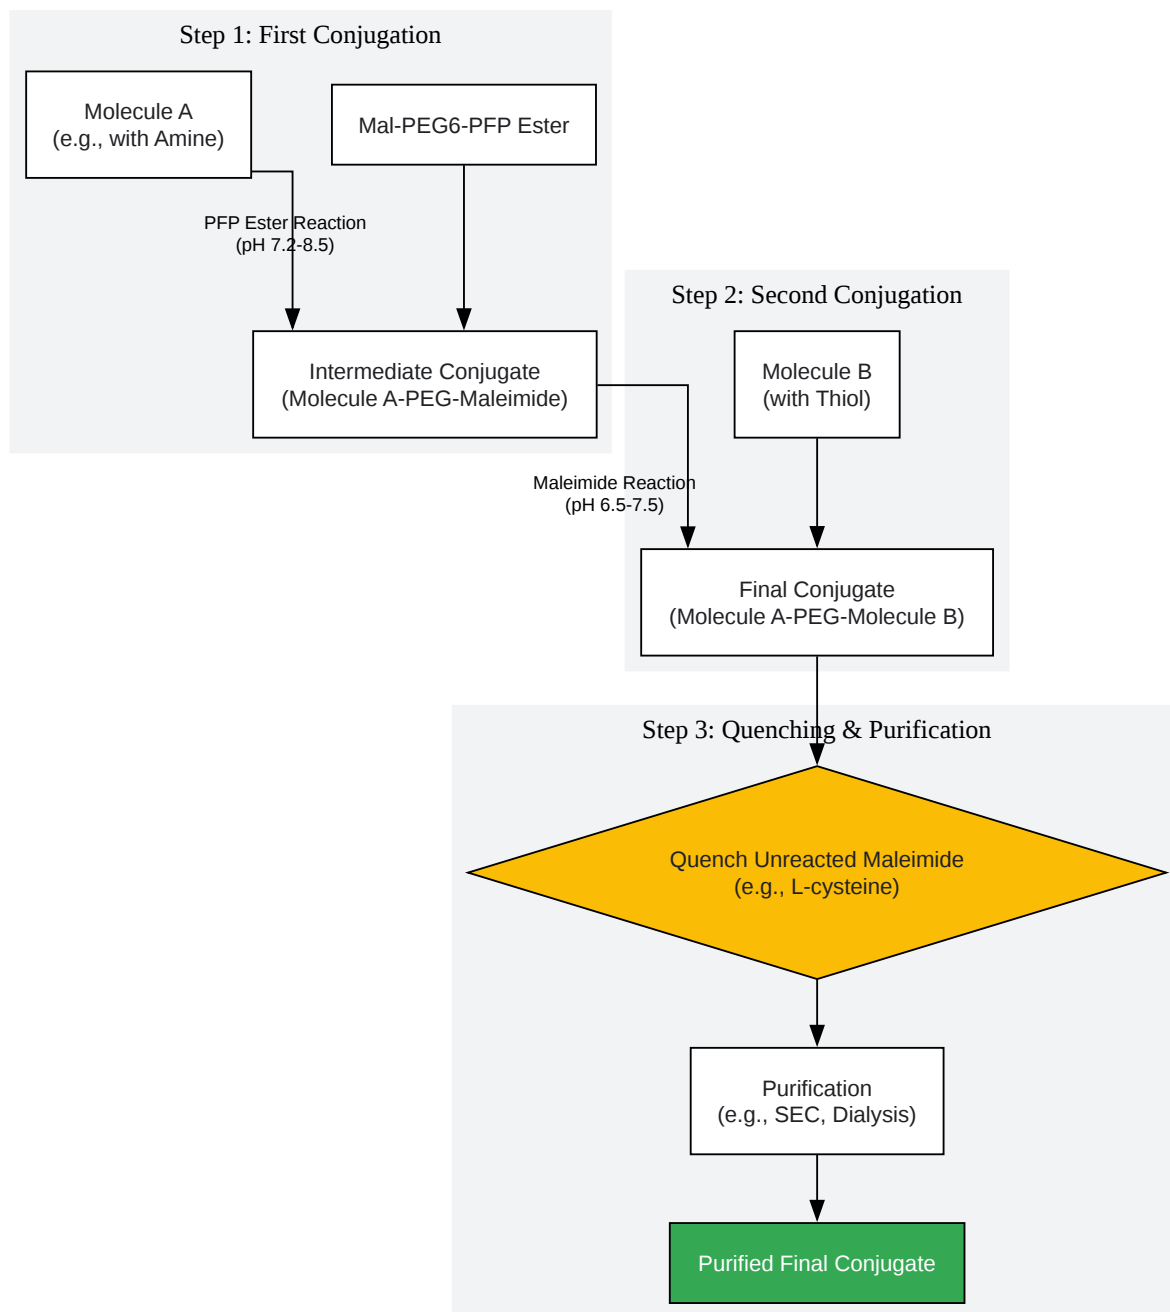 Step 1: First Conjugation
Molecule A
(e.g., with Amine)
Mal-PEG6-PFP Ester
PFP Ester Reaction
(pH 7.2-8.5)
Intermediate Conjugate
(Molecule A-PEG-Maleimide)
Step 2: Second Conjugation
Molecule B
(with Thiol)
Maleimide Reaction
(pH 6.5-7.5)
Final Conjugate
(Molecule A-PEG-Molecule B)
Step 3: Quenching & Purification
Quench Unreacted Maleimide
(e.g., L-cysteine)
Purification
(e.g., SEC, Dialysis)
Purified Final Conjugate